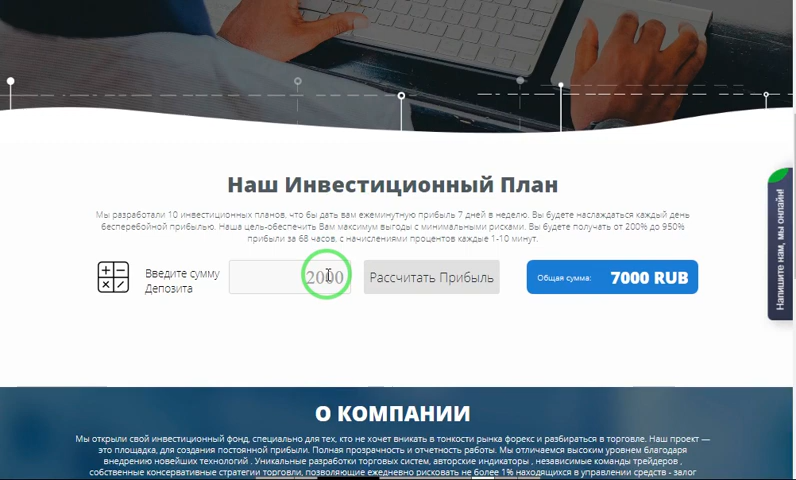 Наш Инвестиционный План
Мы разработали 10 инвестиционных планов, что бы дать вам ежеминутную прибыль 7 дней в неделю. Вы будете наслаждаться каждый день
бесперебойной прибылью. Наша цель-обеспечить Вам максимум выгоды с минимальными рисками. Вы будете получать от 200% до 950%
прибыли за 68 часов, с начислениями процентов каждые 1-10 минут.
Введите сумму
Депозита
2000
Рассчитать Прибыль
Общая сумма:
7000 RUB
Напишите нам, мы онлайн!
О КОМПАНИИ
Мы открыли свой инвестиционный фонд, специально для тех, кто не хочет вникать в тонкости рынка форекс и разбираться в торговле. Наш проект —
это площадка, для создания постоянной прибыли. Полная прозрачность и отчетность работы. Мы отличаемся высоким уровнем благодаря
внедрению новейших технологий . Уникальные разработки торговых систем, авторские индикаторы , независимые команды трейдеров ,
собственные консервативные стратегии торговли, позволяющие ежедневно рисковать не более 1% находящихся в управлении средств - залог